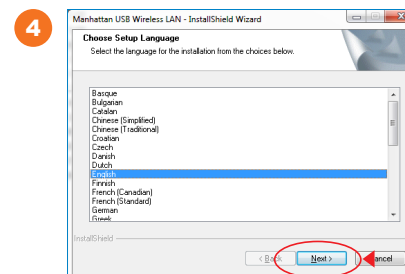 4
Manhattan USB Wireless LAN - InstallShield Wizard
Choose Setup Language
Select the language for the installation from the choices below.
Basque
Bulgarian
Catalan
Chinese (Simplified)
Chinese (Traditional)
Croatian
Czech
Danish
Dutch
English
Finnish
French (Canadian)
French (Standard)
German
Greek
InstallShield
< Back Next > ancel